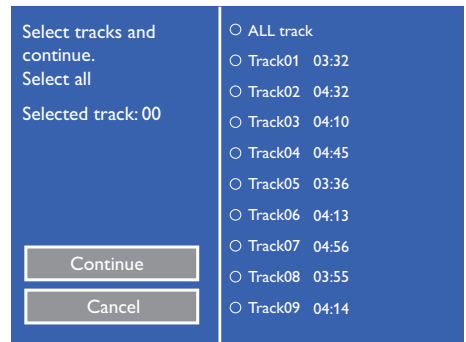 Select tracks and
continue.
Select all
Selected track: 00
Continue
Cancel
ALL track
Track01 03:32
Track02 04:32
Track03 04:10
Track04 04:45
Track05 03:36
Track06 04:13
Track07 04:56
Track08 03:55
Track09 04:14